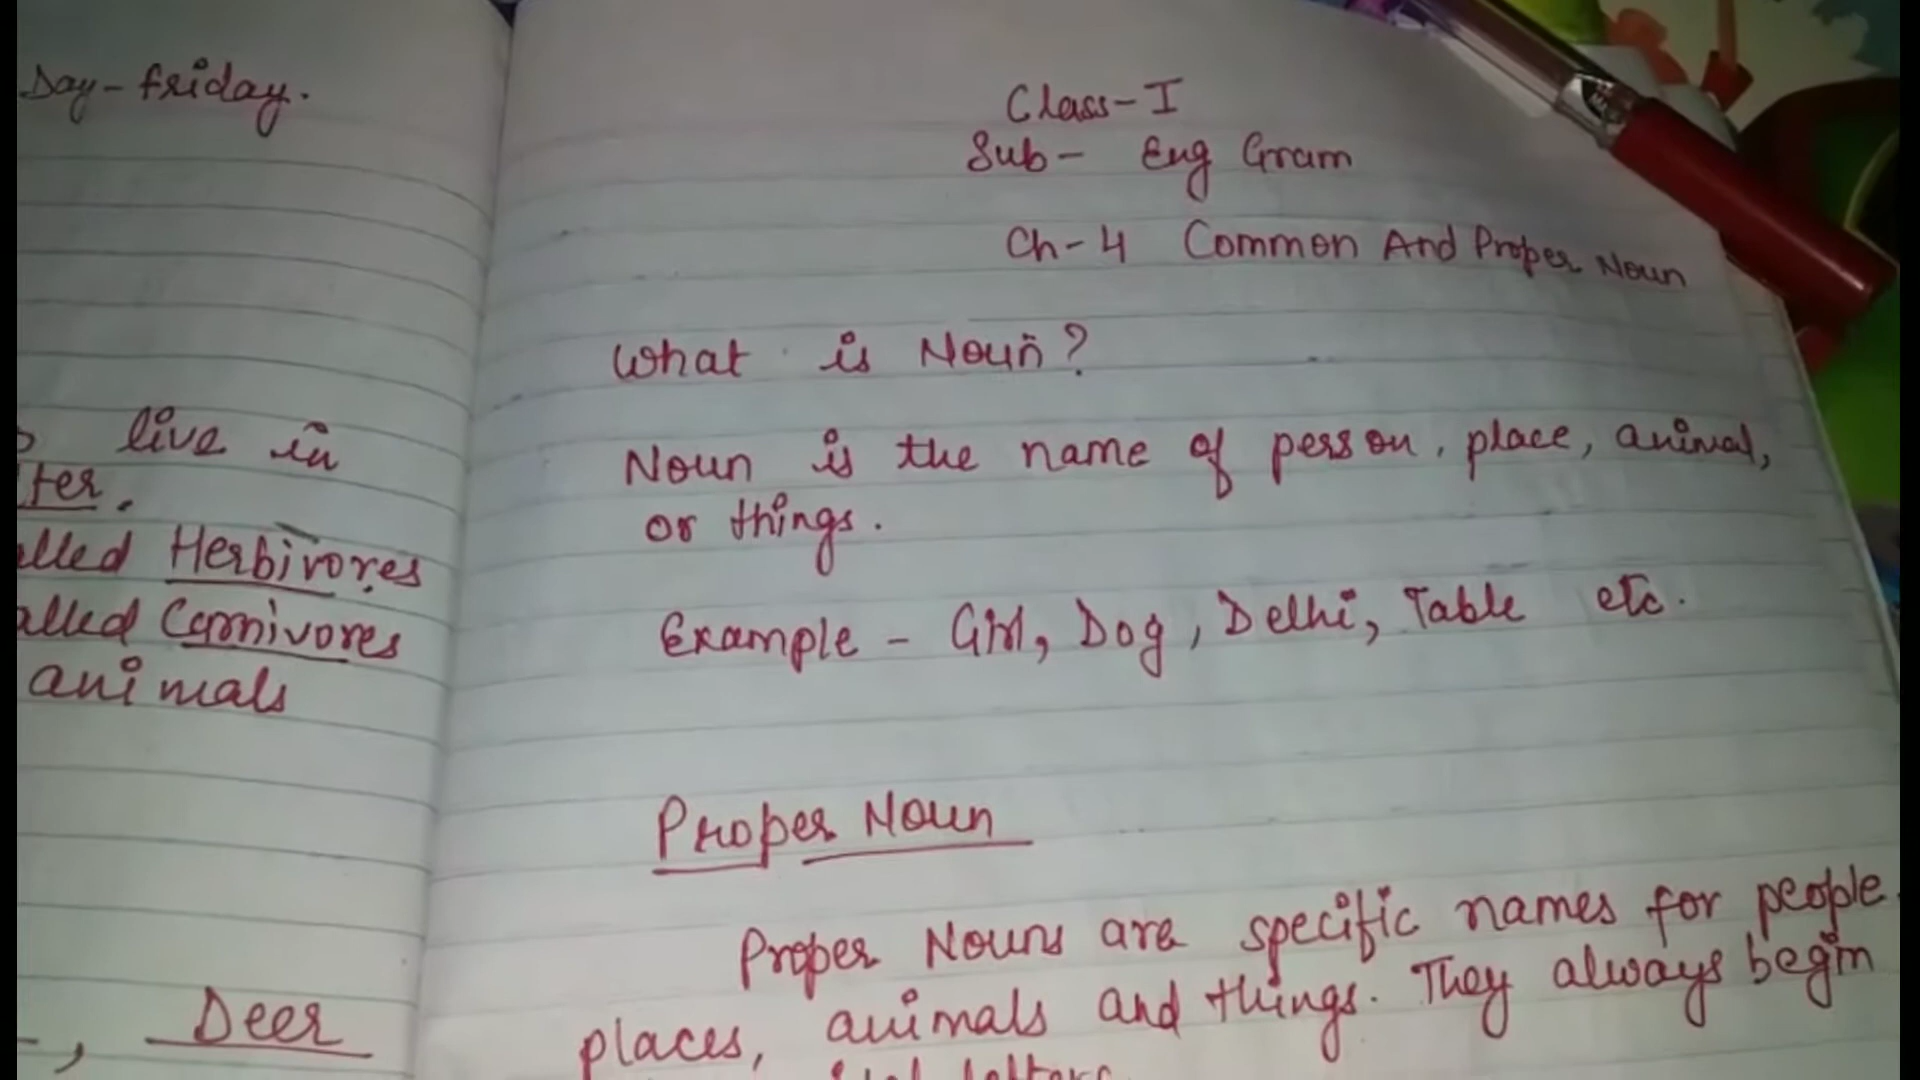 Day-friday.
live in
ter.
alled Herbivores
alled Carnivores
animals
, Deer
Class-I
Sub- Eng Gram
Ch-4 Common And Proper Noun
What is Noun?
Noun is the name of person, place, animal,
or things.
Example - Girl, Dog, Delhi, Table etc.
Proper Noun
Proper Nouns are specific names for people
places, animals and things. They always begin
letters